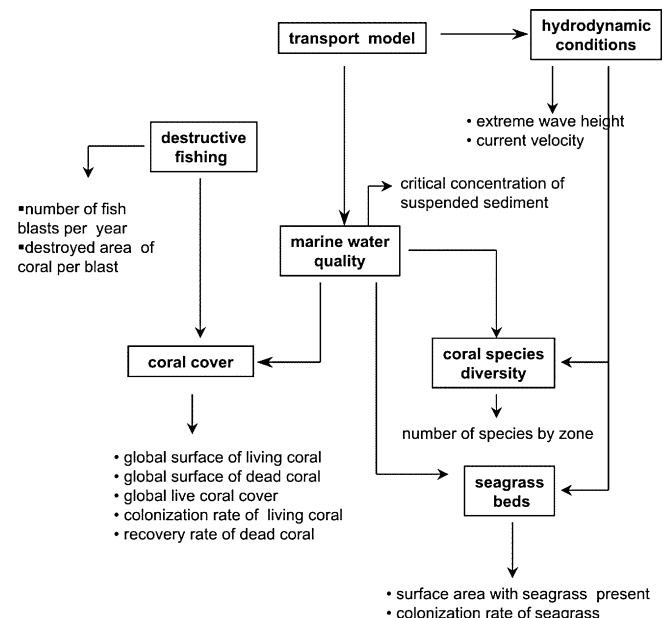 transport model
hydrodynamic
conditions
• extreme wave height
• current velocity
destructive
fishing
critical concentration of
suspended sediment
▪number of fish
blasts per year
▪destroyed area of
coral per blast
marine water
quality
coral cover
coral species
diversity
number of species by zone
• global surface of living coral
• global surface of dead coral
• global live coral cover
• colonization rate of living coral
• recovery rate of dead coral
seagrass
beds
• surface area with seagrass present
• colonization rate of seagrass